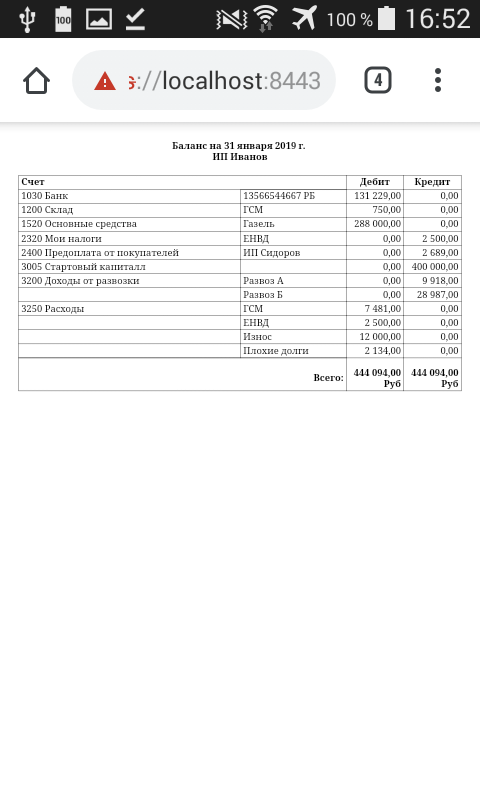 100
100 %
16:52
://localhost:8443
4
Баланс на 31 января 2019 г.
ИП Иванов
Счет Дебит Кредит
1030 Банк 13566544667 РБ 131 229,00 0,00
1200 Склад ГСМ 750,00 0,00
1520 Основные средства Газель 288 000,00 0,00
2320 Мои налоги ЕНВД 0,00 2 500,00
2400 Предоплата от покупателей ИП Сидоров 0,00 2 689,00
3005 Стартовый капиталл 0,00 400 000,00
3200 Доходы от развозки Развоз А 0,00 9 918,00
Развоз Б 0,00 28 987,00
3250 Расходы ГСМ 7 481,00 0,00
ЕНВД 2 500,00 0,00
Износ 12 000,00 0,00
Плохие долги 2 134,00 0,00
Всего: 444 094,00 444 094,00
Руб Руб